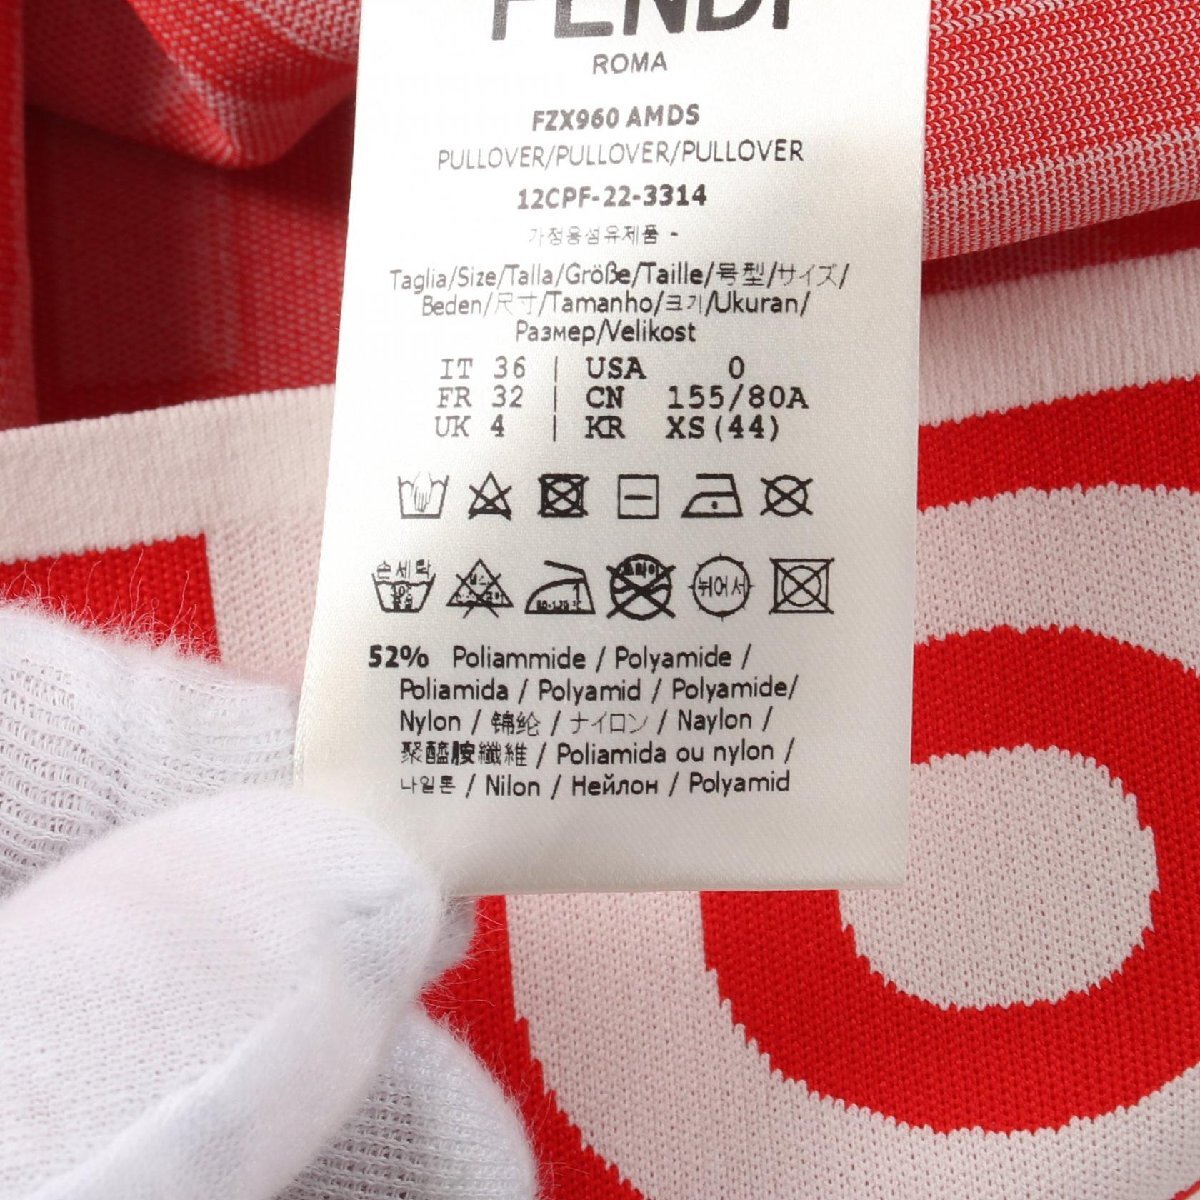 FENDI
ROMA
FZX960 AMDS
PULLOVER/PULLOVER/PULLOVER
12CPF-22-3314
가정용섬유제품 -
Taglia/Size/Talla/Größe/Taille/号型/サイズ/
Beden/尺寸/Tamanho/크기/Ukuran/
Размер/Velikost
IT 36 | USA 0
FR 32 | CN 155/80A
UK 4 | KR XS(44)
손세탁
뉘어서
52% Poliammide / Polyamide /
Poliamida / Polyamid / Polyamide/
Nylon / 锦纶 / ナイロン / Naylon /
聚醯胺纖維 / Poliamida ou nylon /
나일론 / Nilon / Нейлон / Polyamid